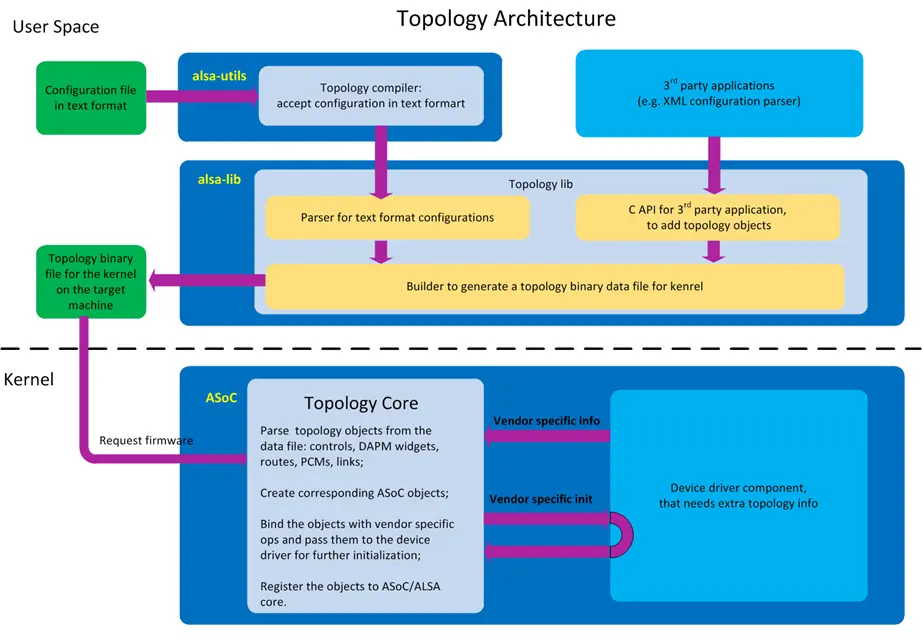 Topology Architecture
User Space
Configuration file
in text format
alsa-utils
Topology compiler:
accept configuration in text formart
3rd party applications
(e.g. XML configuration parser)
alsa-lib
Topology lib
Parser for text format configurations
C API for 3rd party application,
to add topology objects
Topology binary
file for the kernel
on the target
machine
Builder to generate a topology binary data file for kenrel
Kernel
ASoC
Topology Core
Parse topology objects from the
data file: controls, DAPM widgets,
routes, PCMs, links;
Create corresponding ASoC objects;
Bind the objects with vendor specific
ops and pass them to the device
driver for further initialization;
Register the objects to ASoC/ALSA
core.
Request firmware
Vendor specific info
Vendor specific init
Device driver component,
that needs extra topology info